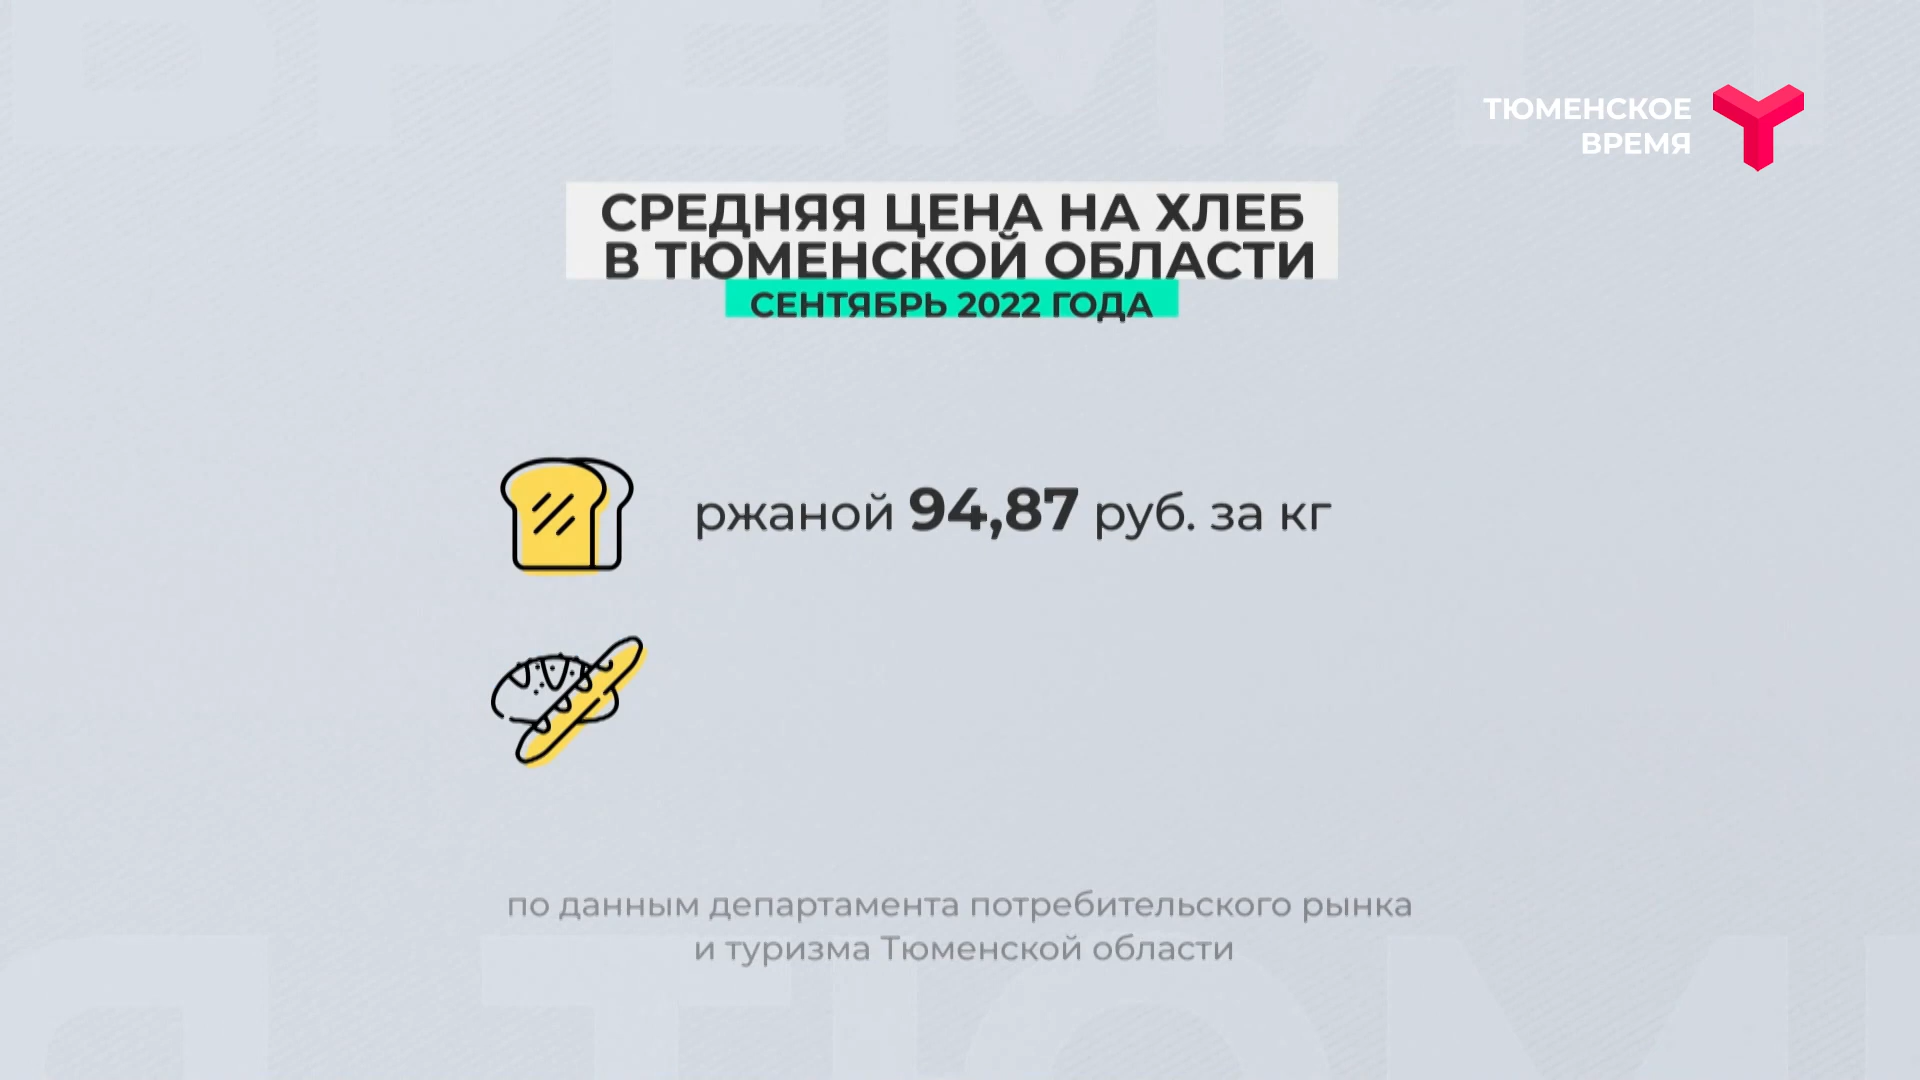 ТЮМЕНСКОЕ
ВРЕМЯ
СРЕДНЯЯ ЦЕНА НА ХЛЕБ
В ТЮМЕНСКОЙ ОБЛАСТИ
СЕНТЯБРЬ 2022 ГОДА
ржаной 94,87 руб. за кг
по данным департамента потребительского рынка
и туризма Тюменской области